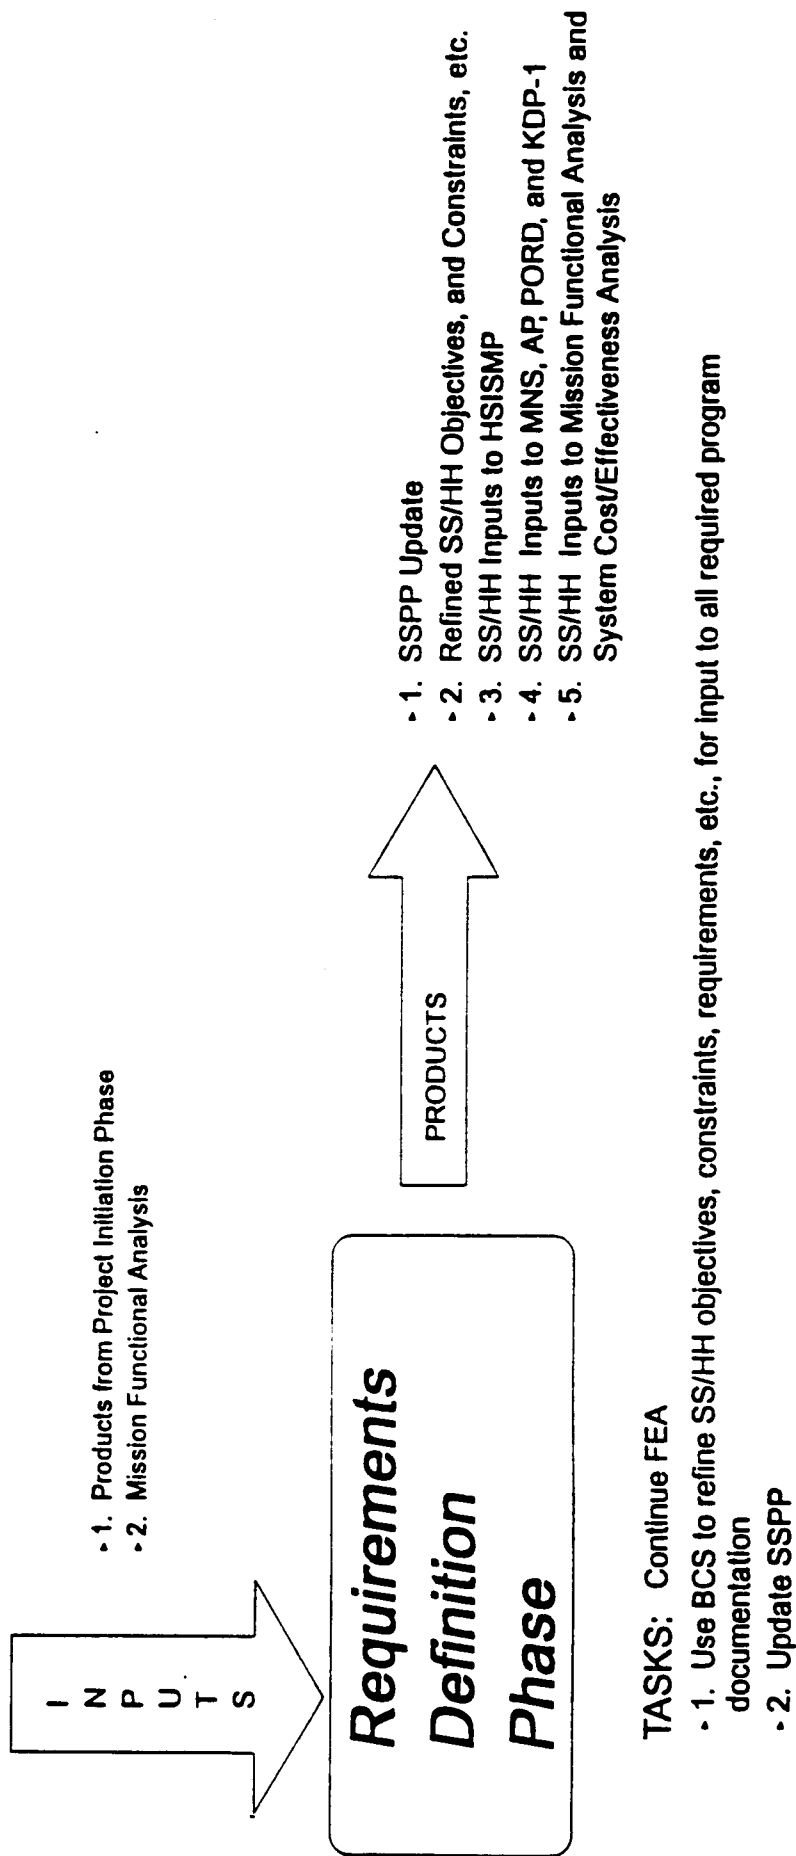 I
N
P
U
T
S
‣ 1. Products from Project Initiation Phase
‣ 2. Mission Functional Analysis
Requirements
Definition
Phase
PRODUCTS
‣ 1. SSPP Update
‣ 2. Refined SS/HH Objectives, and Constraints, etc.
‣ 3. SS/HH Inputs to HSISMP
‣ 4. SS/HH Inputs to MNS, AP, PORD, and KDP-1
‣ 5. SS/HH Inputs to Mission Functional Analysis and
System Cost/Effectiveness Analysis
TASKS: Continue FEA
‣ 1. Use BCS to refine SS/HH objectives, constraints, requirements, etc., for input to all required program
documentation
‣ 2. Update SSPP